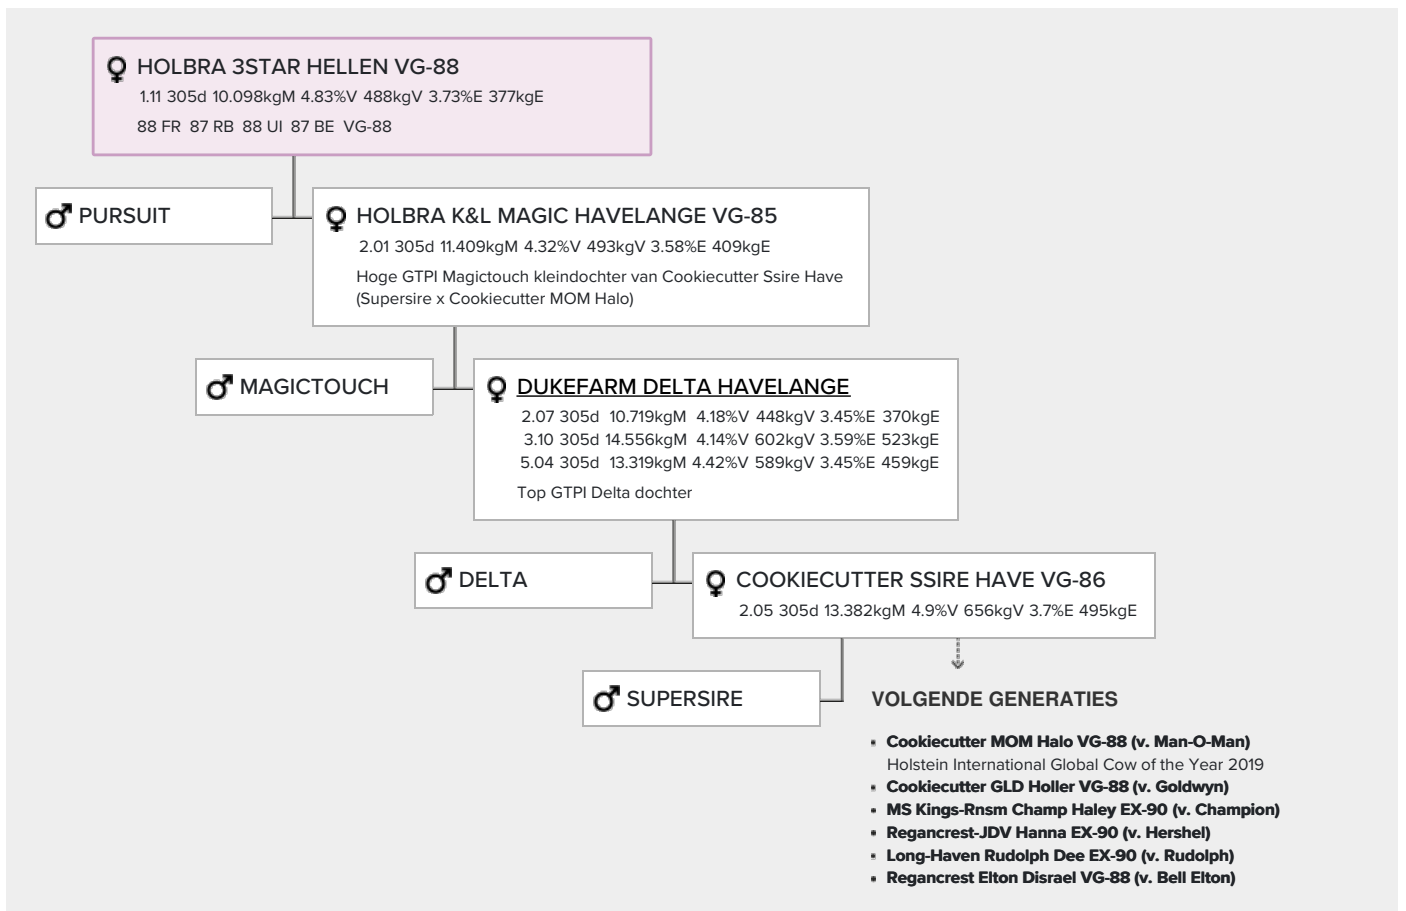 HOLBRA 3STAR HELLEN VG-88
1.11 305d 10.098kgM 4.83%V 488kgV 3.73%E 377kgE
88 FR 87 RB 88 UI 87 BE VG-88
PURSUIT
HOLBRA K&L MAGIC HAVELANGE VG-85
2.01 305d 11.409kgM 4.32%V 493kgV 3.58%E 409kgE
Hoge GTPI Magictouch kleindochter van Cookiecutter Ssire Have
(Supersire x Cookiecutter MOM Halo)
MAGICTOUCH
DUKEFARM DELTA HAVELANGE
2.07 305d 10.719kgM 4.18%V 448kgV 3.45%E 370kgE
3.10 305d 14.556kgM 4.14%V 602kgV 3.59%E 523kgE
5.04 305d 13.319kgM 4.42%V 589kgV 3.45%E 459kgE
Top GTPI Delta dochter
DELTA
COOKIECUTTER SSIRE HAVE VG-86
2.05 305d 13.382kgM 4.9%V 656kgV 3.7%E 495kgE
SUPERSIRE
VOLGENDE GENERATIES
Cookiecutter MOM Halo VG-88 (v. Man-O-Man)
Holstein International Global Cow of the Year 2019
Cookiecutter GLD Holler VG-88 (v. Goldwyn)
MS Kings-Rnsm Champ Haley EX-90 (v. Champion)
Regancrest-JDV Hanna EX-90 (v. Hershel)
Long-Haven Rudolph Dee EX-90 (v. Rudolph)
Regancrest Elton Disrael VG-88 (v. Bell Elton)